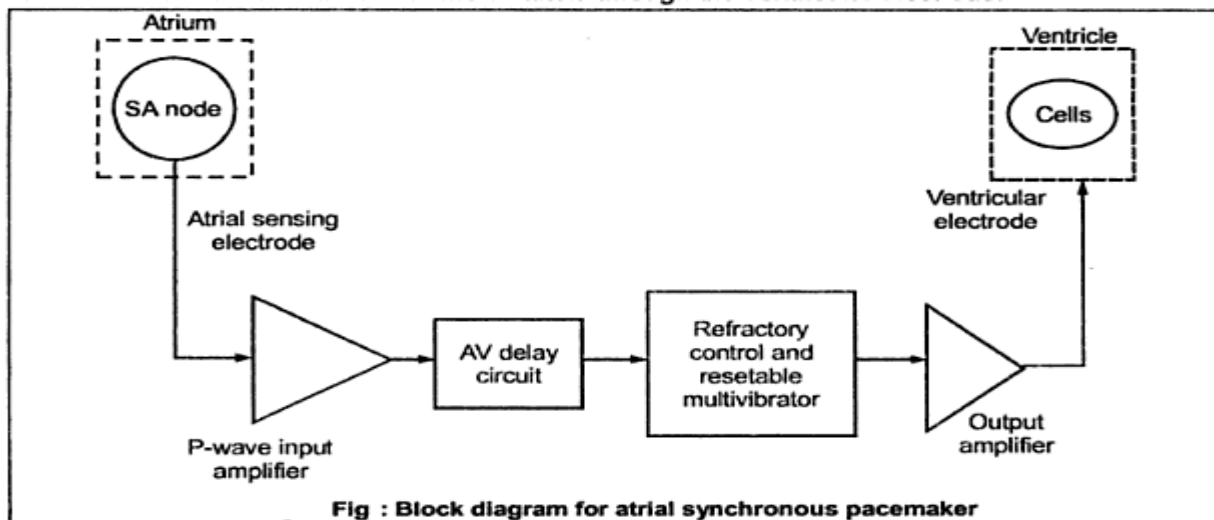 Atrium
Ventricle
SA node
Cells
Atrial sensing
electrode
Ventricular
electrode
P-wave input
amplifier
AV delay
circuit
Refractory
control and
resetable
multivibrator
Output
amplifier
Fig : Block diagram for atrial synchronous pacemaker